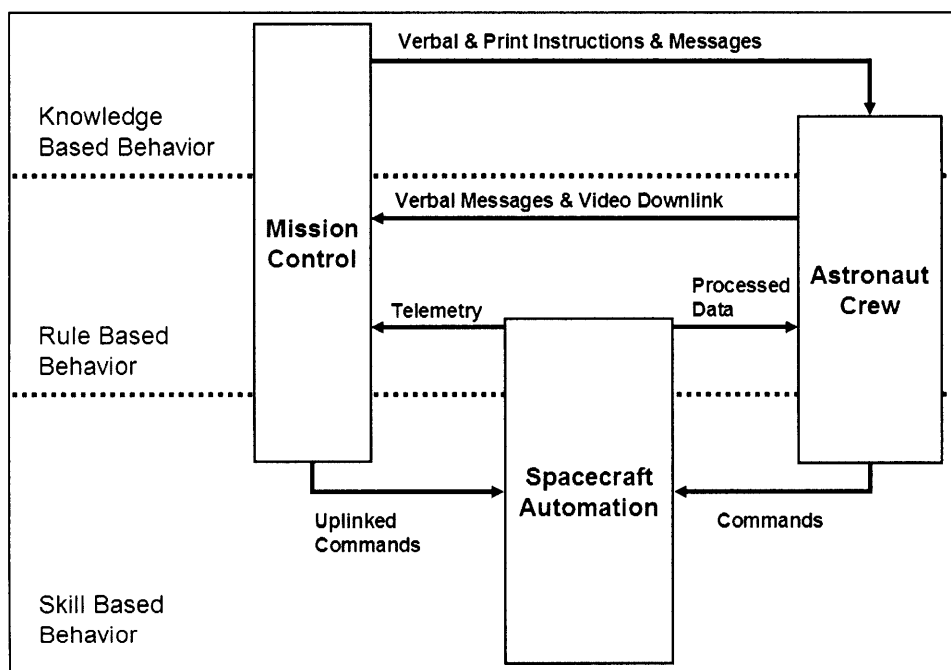 Verbal & Print Instructions & Messages
Knowledge
Based Behavior
Verbal Messages & Video Downlink
Mission
Control
Astronaut
Crew
Processed
Data
Telemetry
Rule Based
Behavior
Spacecraft
Automation
Uplinked
Commands
Commands
Skill Based
Behavior